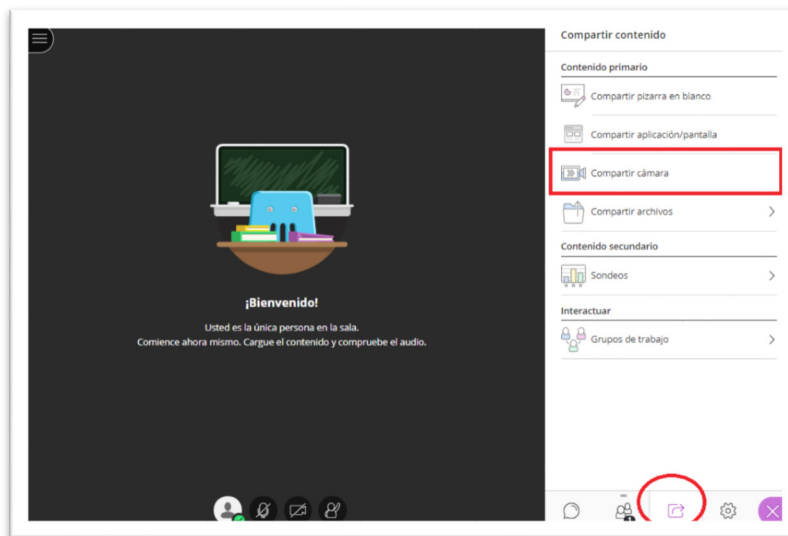 Compartir contenido
Contenido primario
Compartir pizarra en blanco
Compartir aplicación/pantalla
Compartir cámara
Compartir archivos
Contenido secundario
Sondeos
Interactuar
Grupos de trabajo
¡Bienvenido!
Usted es la única persona en la sala.
Comience ahora mismo. Cargue el contenido y compruebe el audio.